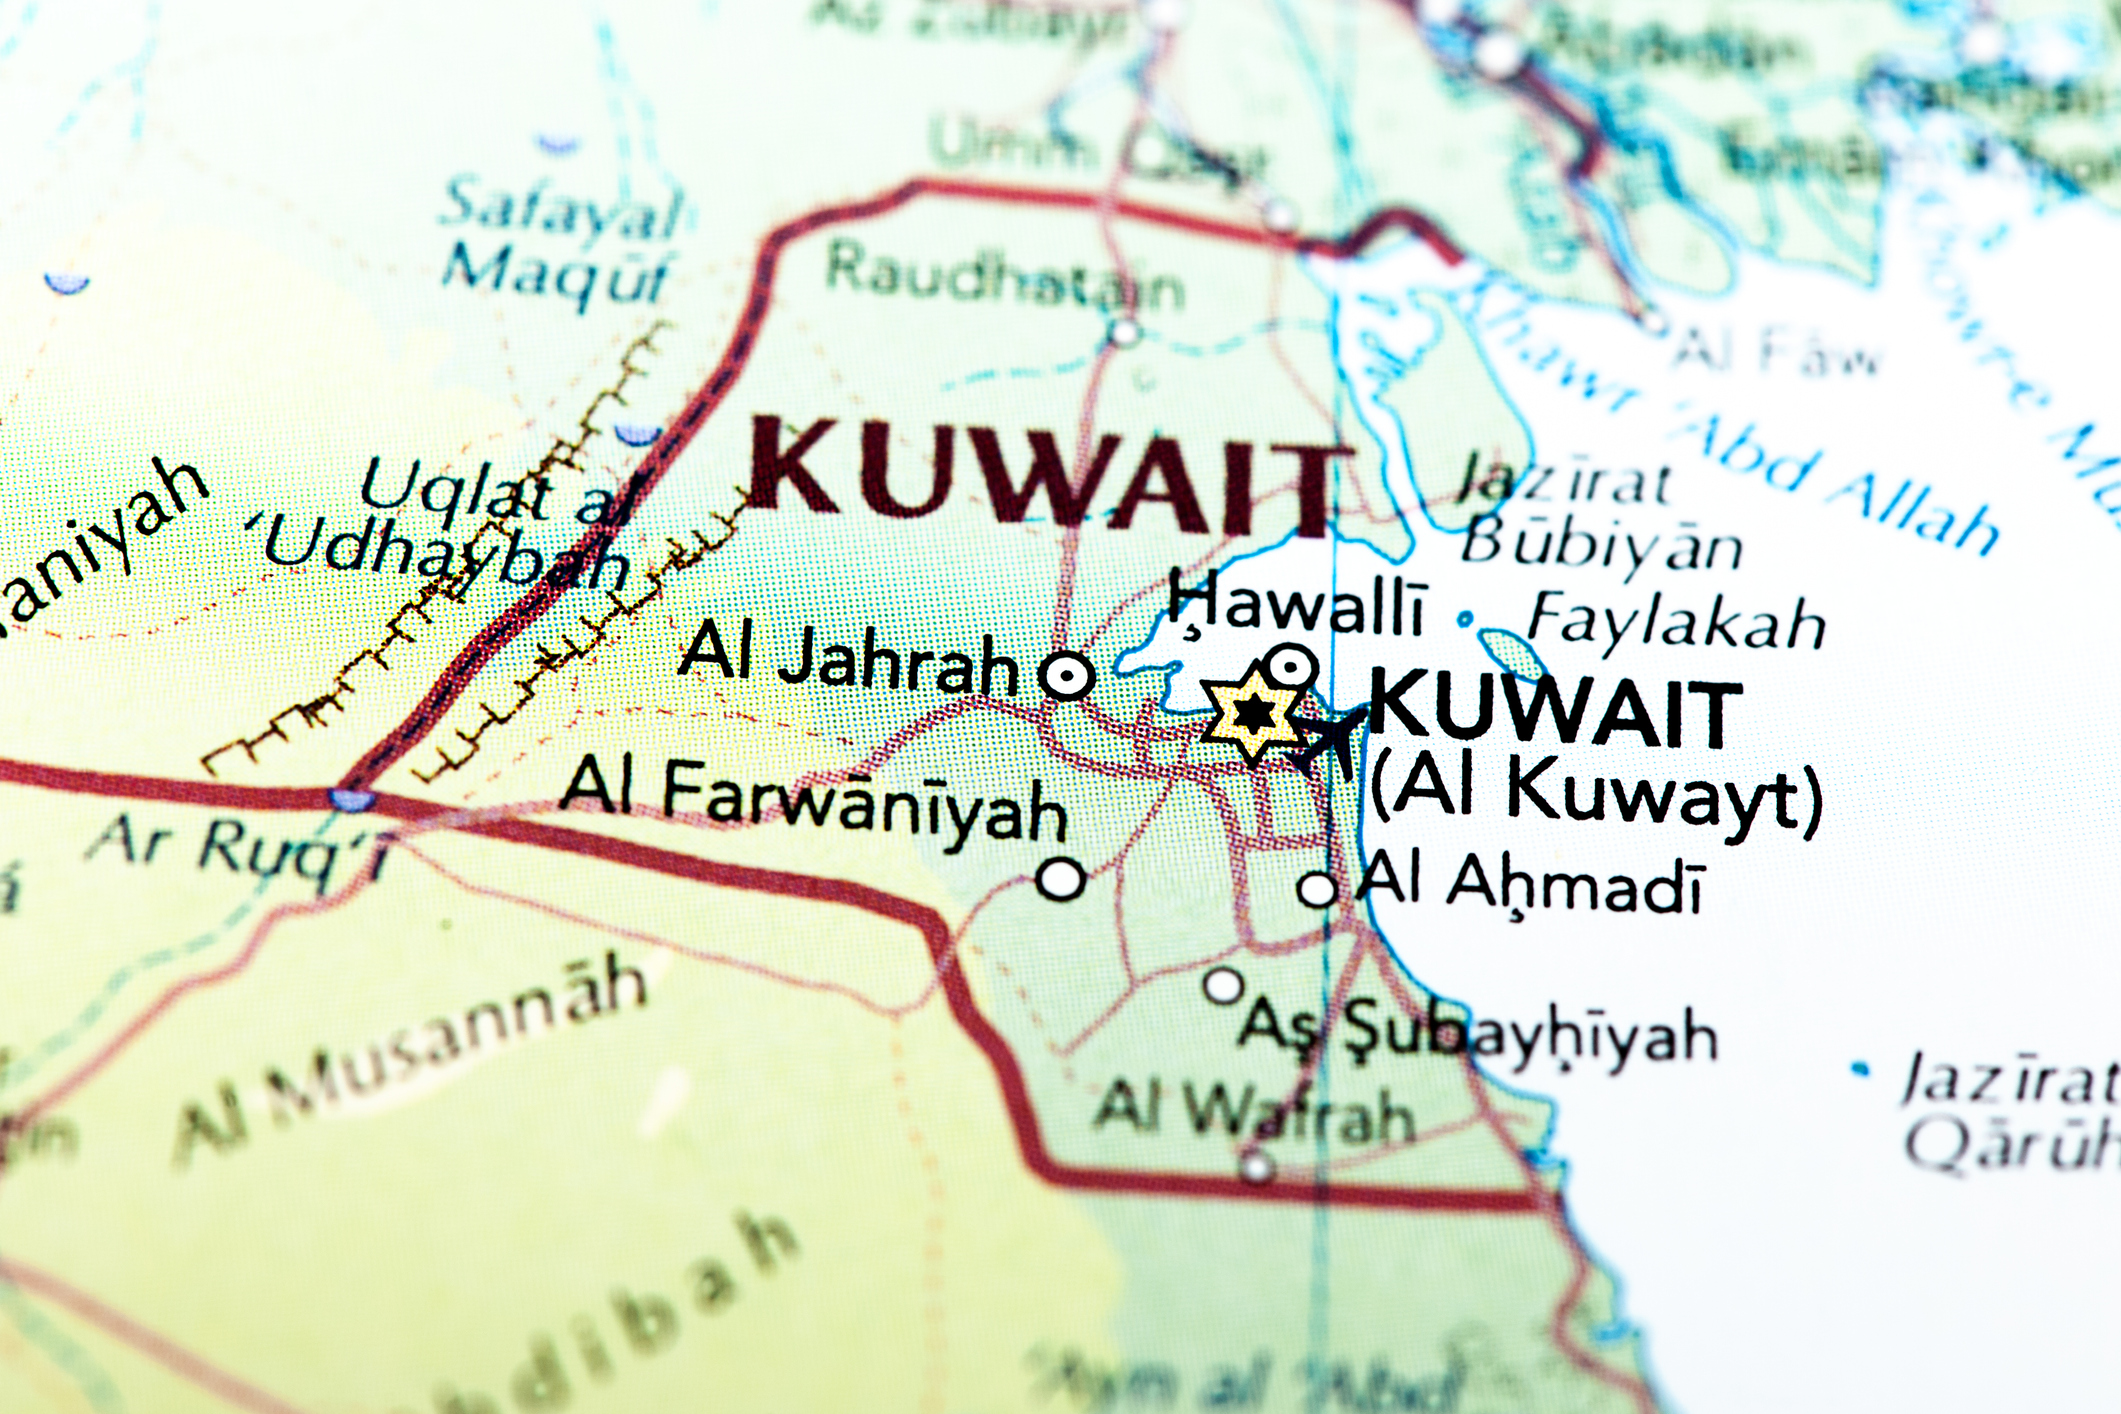 Az Zubayr
Umm Qaşr
Safayal
Maqūf
Raudhatain
Al Fāw
Khawr 'Abd Allah
KUWAIT
Uqlat al
'Udhaybah
aniyah
Jazīrat
Būbiyān
Ḩawallī
Faylakah
Al Jahrah
KUWAIT
(Al Kuwayt)
Al Farwānīyah
Ar Ruq'ī
Al Aḩmadī
Al Musannāh
Aş Şubayḩīyah
Jazīrat
Qārūh
Al Wafrah
dibah